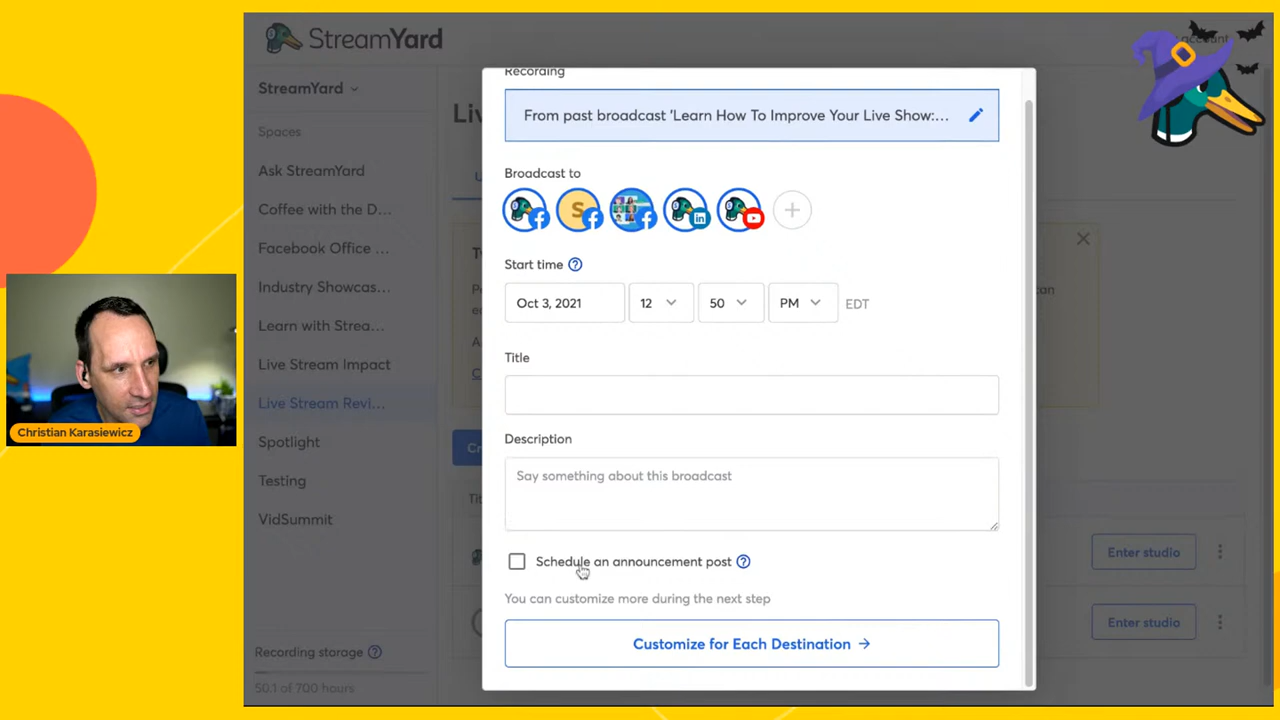 StreamYard
account
StreamYard
Spaces
Ask StreamYard
Coffee with the D...
Facebook Office ...
Industry Showcas...
Learn with Strea...
Live Stream Impact
Live Stream Revi...
Spotlight
Testing
VidSummit
Recording storage
50.1 of 700 hours
Recording
From past broadcast 'Learn How To Improve Your Live Show:...
Broadcast to
S
in
Start time
Oct 3, 2021
12
50
PM
EDT
Title
Description
Say something about this broadcast
Schedule an announcement post
You can customize more during the next step
Customize for Each Destination →
Enter studio
Enter studio
Christian Karasiewicz